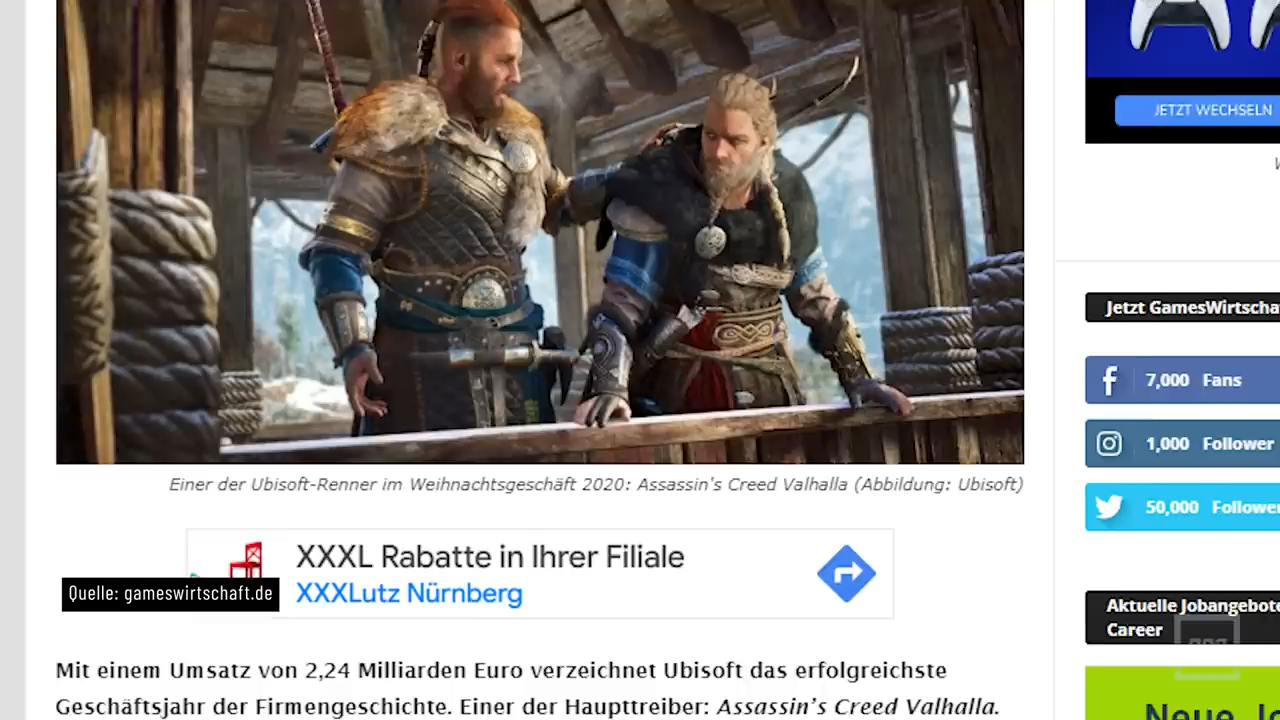 JETZT WECHSELN
Einer der Ubisoft-Renner im Weihnachtsgeschäft 2020: Assassin's Creed Valhalla (Abbildung: Ubisoft)
XXXL Rabatte in Ihrer Filiale
XXXLutz Nürnberg
Quelle: gameswirtschaft.de
Mit einem Umsatz von 2,24 Milliarden Euro verzeichnet Ubisoft das erfolgreichste
Geschäftsjahr der Firmengeschichte. Einer der Haupttreiber: Assassin's Creed Valhalla.
Jetzt GamesWirtscha
7,000 Fans
1,000 Follower
50,000 Follower
Aktuelle Jobangebote
Career
Neue